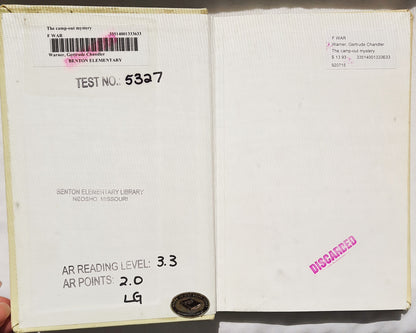 The camp-out mystery
F WAR 33014001333633
Warner, Gertrude Chandler
BENTON ELEMENTARY
TEST NO.: 5327
BENTON ELEMENTARY LIBRARY
NEOSHO, MISSOURI
AR READING LEVEL: 3.3
AR POINTS: 2.0
LG
F WAR
Warner, Gertrude Chandler
The camp-out mystery
$ 13.93 33014001333633
DISCARDED